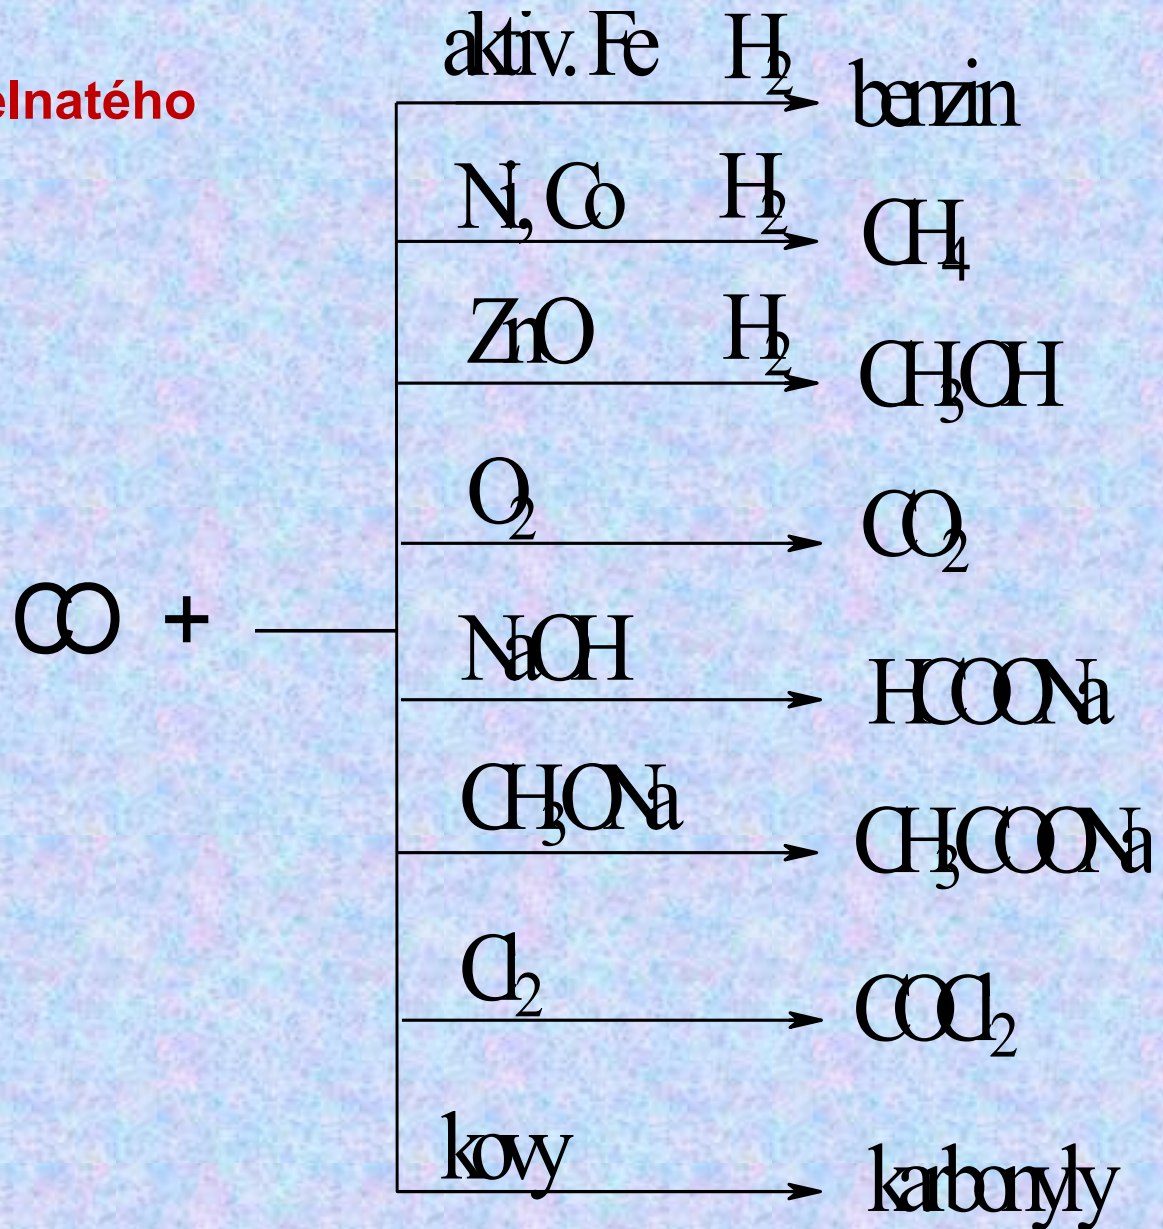 aktiv. Fe H2
elnatého
benzin
Ni, Co H2
CH4
ZnO H2
CH3OH
O2
CO2
CO +
NaOH
HCOONa
CH3ONa
CH3COONa
Cl2
COCl2
kovy
karbonyly